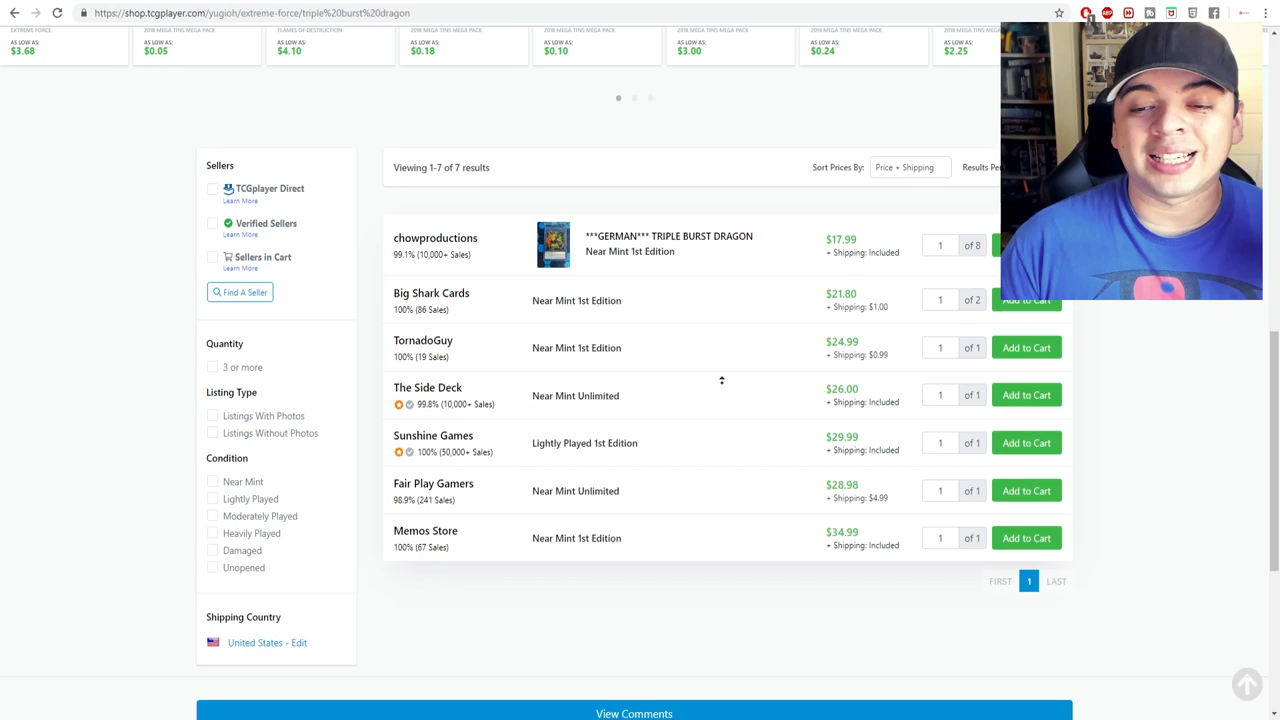 https://shop.tcgplayer.com/yugioh/extreme-force/triple%20burst%20dragon
EXTREME FORCE
AS LOW AS:
$3.68
2018 MEGA TINS MEGA PACK
AS LOW AS:
$0.05
FLAMES OF DESTRUCTION
AS LOW AS:
$4.10
2018 MEGA TINS MEGA PACK
AS LOW AS:
$0.18
2018 MEGA TINS MEGA PACK
AS LOW AS:
$0.10
2018 MEGA TINS MEGA PACK
AS LOW AS:
$3.00
2018 MEGA TINS MEGA PACK
AS LOW AS:
$0.24
2018 MEGA TINS MEGA
AS LOW AS:
$2.25
Sellers
TCGplayer Direct
Learn More
Verified Sellers
Learn More
Sellers in Cart
Learn More
Find A Seller
Quantity
3 or more
Listing Type
Listings With Photos
Listings Without Photos
Condition
Near Mint
Lightly Played
Moderately Played
Heavily Played
Damaged
Unopened
Shipping Country
United States - Edit
Viewing 1-7 of 7 results
Sort Prices By: Price + Shipping
Results Pe
chowproductions
99.1% (10,000+ Sales)
***GERMAN*** TRIPLE BURST DRAGON
Near Mint 1st Edition
$17.99
+ Shipping: Included
1 of 8
Big Shark Cards
100% (86 Sales)
Near Mint 1st Edition
$21.80
+ Shipping: $1.00
1 of 2
Add to Cart
TornadoGuy
100% (19 Sales)
Near Mint 1st Edition
$24.99
+ Shipping: $0.99
1 of 1
Add to Cart
The Side Deck
99.8% (10,000+ Sales)
Near Mint Unlimited
$26.00
+ Shipping: Included
1 of 1
Add to Cart
Sunshine Games
100% (50,000+ Sales)
Lightly Played 1st Edition
$29.99
+ Shipping: Included
1 of 1
Add to Cart
Fair Play Gamers
98.9% (241 Sales)
Near Mint Unlimited
$28.98
+ Shipping: $4.99
1 of 1
Add to Cart
Memos Store
100% (67 Sales)
Near Mint 1st Edition
$34.99
+ Shipping: Included
1 of 1
Add to Cart
FIRST 1 LAST
View Comments